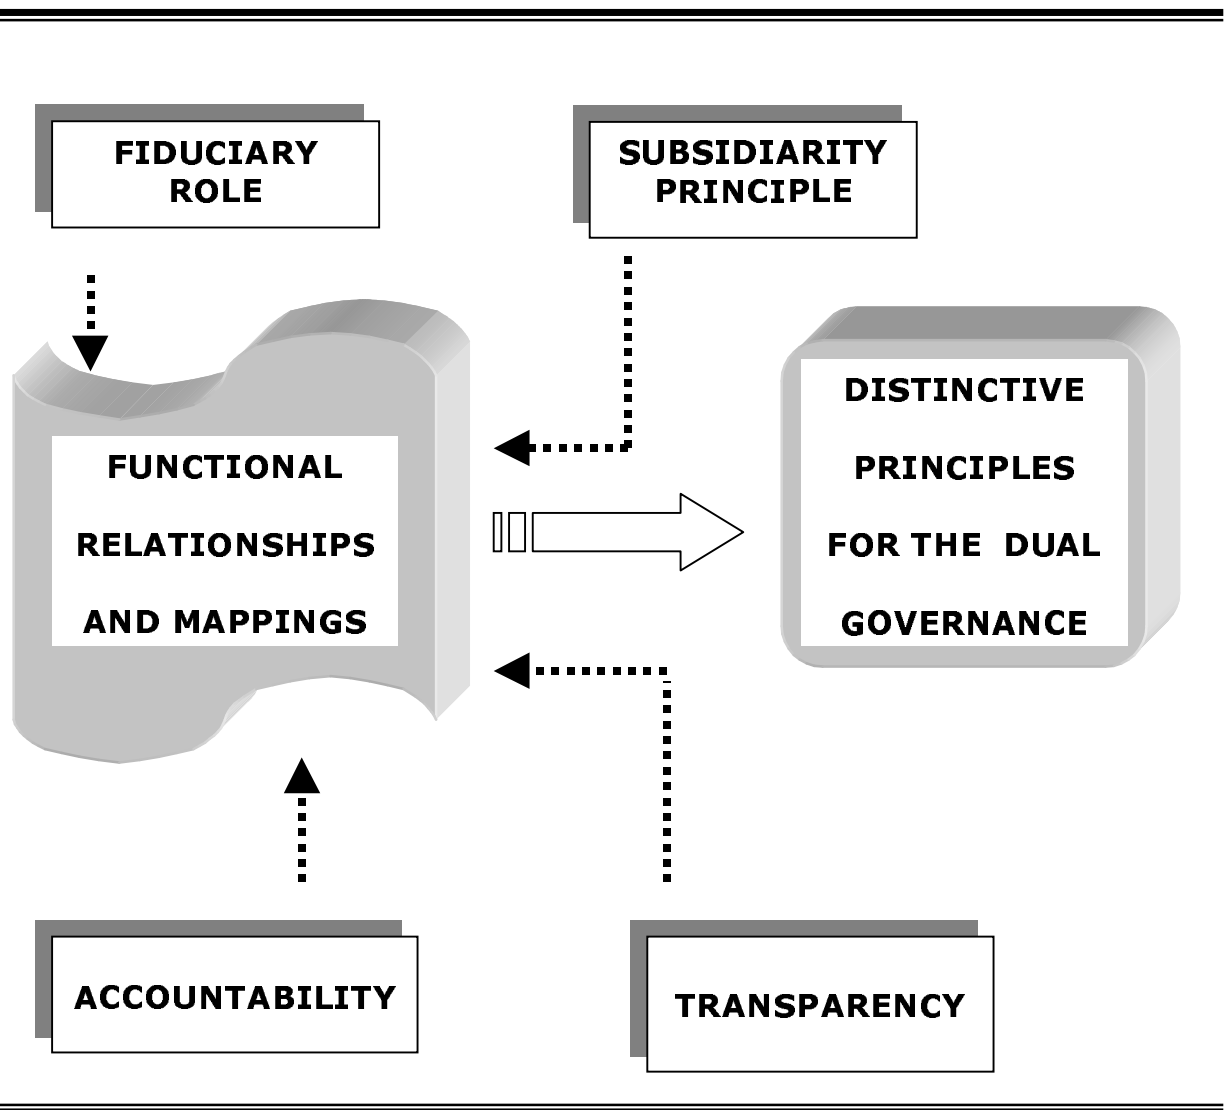 FIDUCIARY
ROLE
SUBSIDIARITY
PRINCIPLE
FUNCTIONAL
RELATIONSHIPS
AND MAPPINGS
DISTINCTIVE
PRINCIPLES
FOR THE  DUAL
GOVERNANCE
ACCOUNTABILITY
TRANSPARENCY